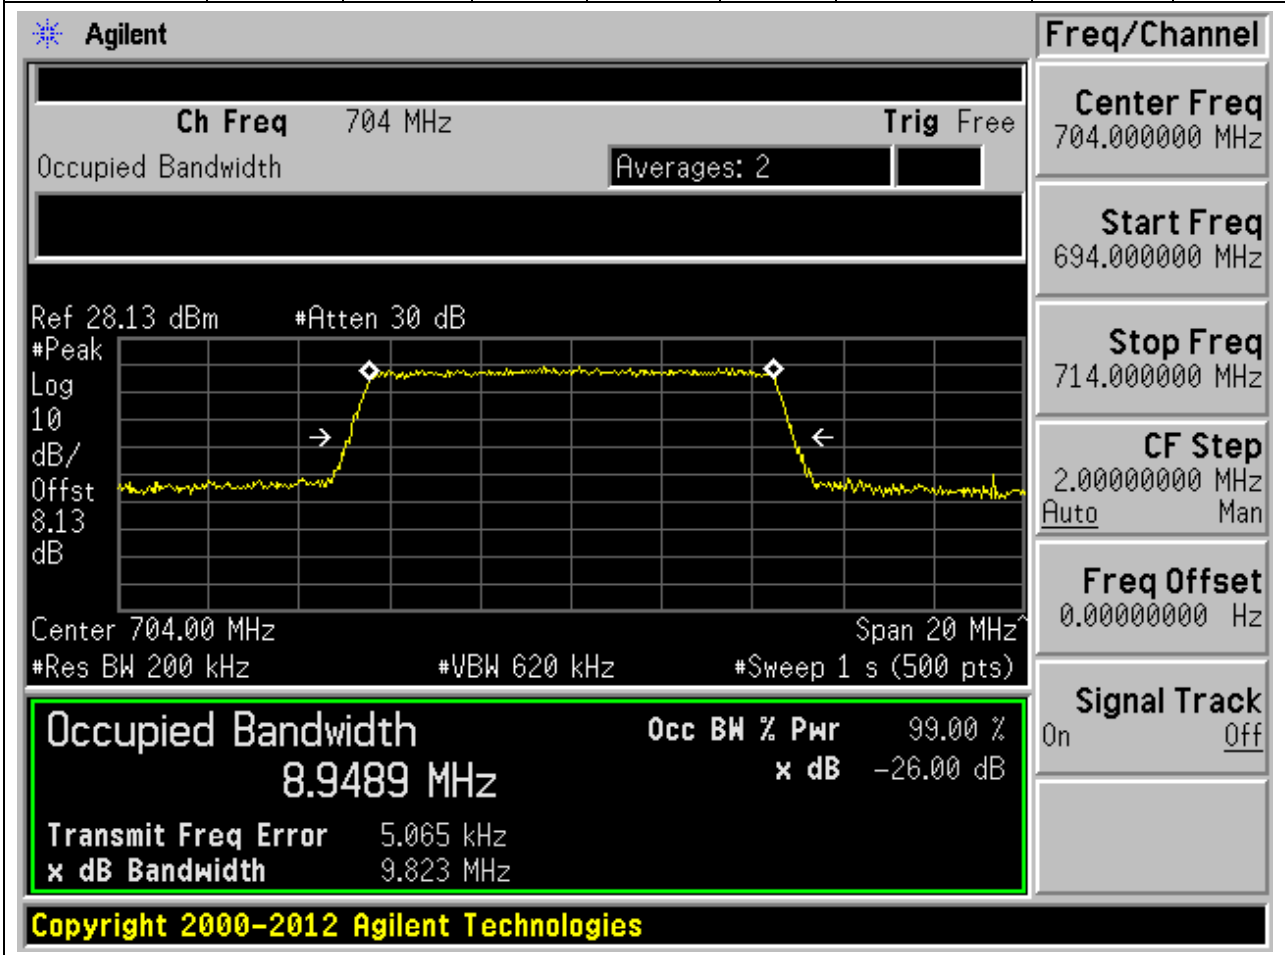 Agilent
Freq/Channel
Ch Freq 704 MHz Trig Free
Occupied Bandwidth Averages: 2
Center Freq
704.000000 MHz
Start Freq
694.000000 MHz
Stop Freq
714.000000 MHz
CF Step
2.00000000 MHz
Auto Man
Freq Offset
0.00000000 Hz
Signal Track
On Off
Ref 28.13 dBm #Atten 30 dB
#Peak
Log
10
dB/
Offst
8.13
dB
Center 704.00 MHz Span 20 MHz^
#Res BW 200 kHz #VBW 620 kHz #Sweep 1 s (500 pts)
Occupied Bandwidth
8.9489 MHz
Occ BW % Pwr 99.00 %
x dB -26.00 dB
Transmit Freq Error 5.065 kHz
x dB Bandwidth 9.823 MHz
Copyright 2000-2012 Agilent Technologies